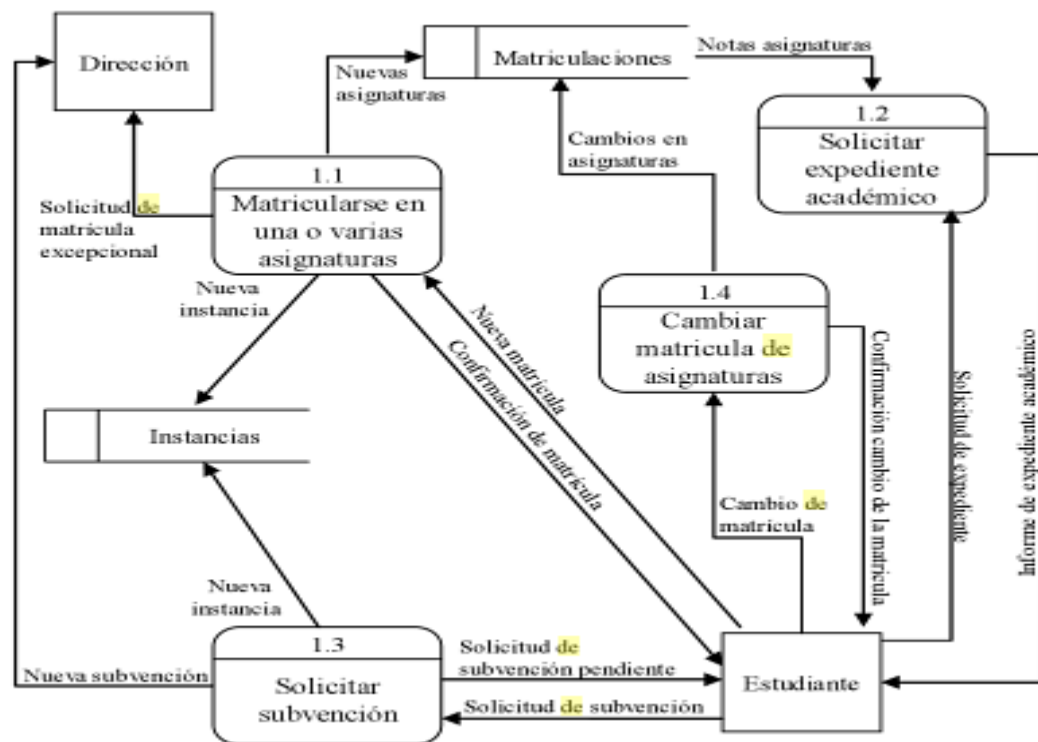 Dirección
Nuevas
asignaturas
Matriculaciones
Notas asignaturas
1.2
Solicitar
expediente
académico
Cambios en
asignaturas
1.1
Matricularse en
una o varias
asignaturas
Solicitud de
matrícula
excepcional
Nueva
instancia
1.4
Cambiar
matricula de
asignaturas
Nueva matrícula
Confirmación de matrícula
Confirmación cambio de la matricula
Solicitud de expediente
Informe de expediente académico
Instancias
Cambio de
matrícula
Nueva
instancia
1.3
Solicitar
subvención
Nueva subvención
Solicitud de
subvención pendiente
Solicitud de subvención
Estudiante